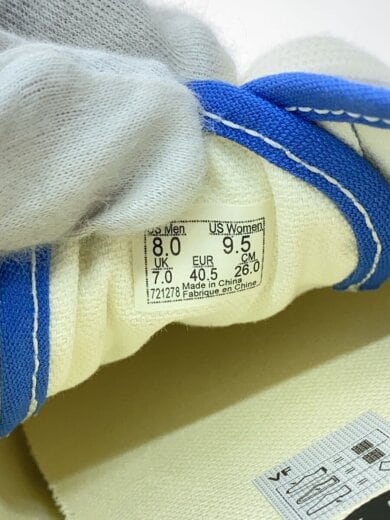 US Men US Women
8.0 9.5
UK EUR CM
7.0 40.5 26.0
721278 Made in China
Fabriqué en Chine
VF